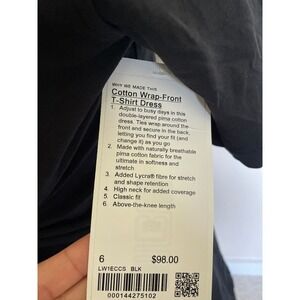 WHY WE MADE THIS
Cotton Wrap-Front
T-Shirt Dress
1. Adjust to busy days in this
double-layered pima cotton
dress. Ties wrap around the
front and secure in the back,
letting you find your fit (and
change it) as you go
2. Made with naturally breathable
pima cotton fabric for the
ultimate in softness and
stretch
3. Added Lycra® fibre for stretch
and shape retention
4. High neck for added coverage
5. Classic fit
6. Above-the-knee length
6 $98.00
LW1ECCS BLK
000144275102